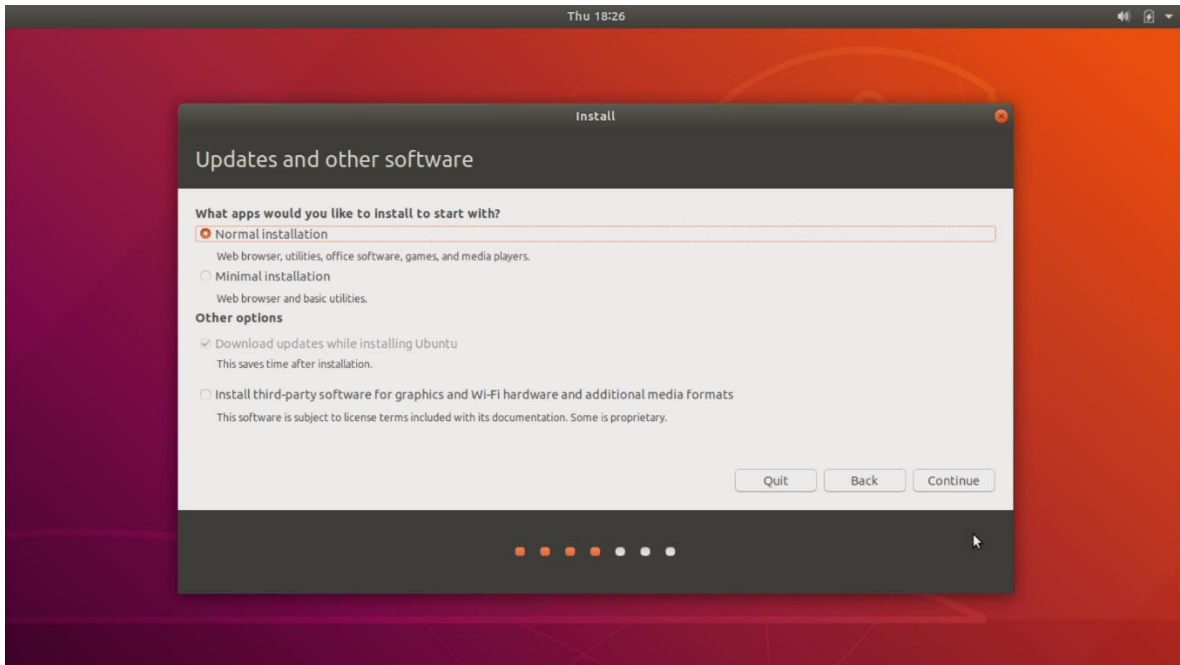 Thu 18:26
Install
Updates and other software
What apps would you like to install to start with?
Normal installation
Web browser, utilities, office software, games, and media players.
Minimal installation
Web browser and basic utilities.
Other options
Download updates while installing Ubuntu
This saves time after installation.
Install third-party software for graphics and Wi-Fi hardware and additional media formats
This software is subject to license terms included with its documentation. Some is proprietary.
Quit Back Continue